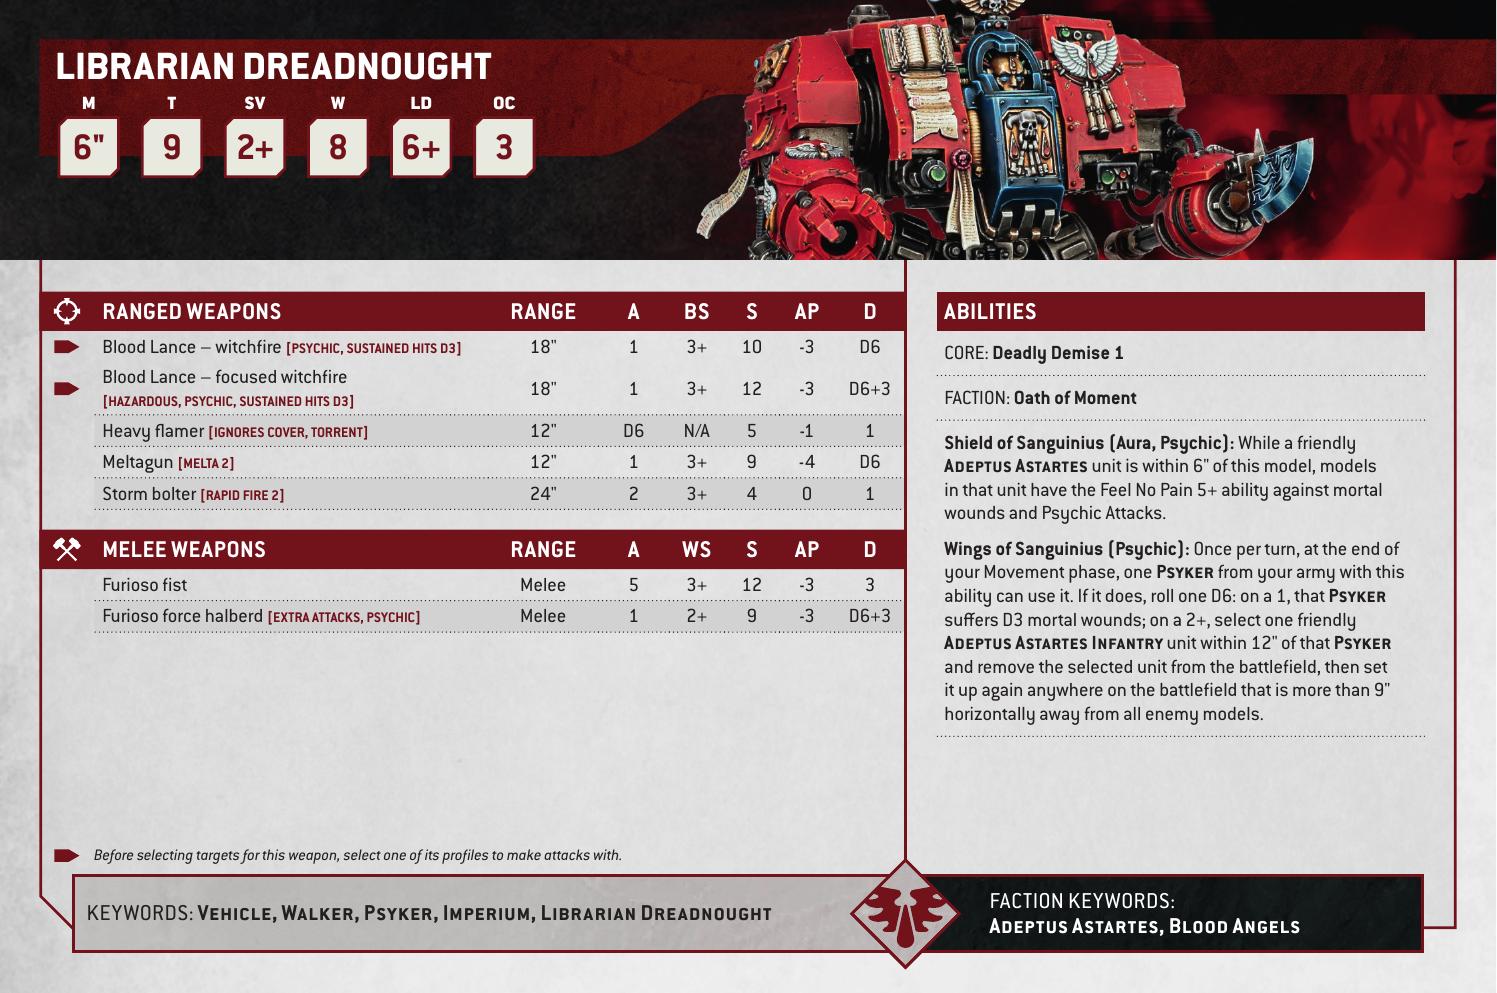 LIBRARIAN DREADNOUGHT
M T SV W LD OC
6" 9 2+ 8 6+ 3
RANGED WEAPONS RANGE A BS S AP D
Blood Lance – witchfire [PSYCHIC, SUSTAINED HITS D3] 18" 1 3+ 10 -3 D6
Blood Lance – focused witchfire
[HAZARDOUS, PSYCHIC, SUSTAINED HITS D3] 18" 1 3+ 12 -3 D6+3
Heavy flamer [IGNORES COVER, TORRENT] 12" D6 N/A 5 -1 1
Meltagun [MELTA 2] 12" 1 3+ 9 -4 D6
Storm bolter [RAPID FIRE 2] 24" 2 3+ 4 0 1
MELEE WEAPONS RANGE A WS S AP D
Furioso fist Melee 5 3+ 12 -3 3
Furioso force halberd [EXTRA ATTACKS, PSYCHIC] Melee 1 2+ 9 -3 D6+3
Before selecting targets for this weapon, select one of its profiles to make attacks with.
ABILITIES
CORE: Deadly Demise 1
FACTION: Oath of Moment
Shield of Sanguinius (Aura, Psychic): While a friendly
ADEPTUS ASTARTES unit is within 6" of this model, models
in that unit have the Feel No Pain 5+ ability against mortal
wounds and Psychic Attacks.
Wings of Sanguinius (Psychic): Once per turn, at the end of
your Movement phase, one PSYKER from your army with this
ability can use it. If it does, roll one D6: on a 1, that PSYKER
suffers D3 mortal wounds; on a 2+, select one friendly
ADEPTUS ASTARTES INFANTRY unit within 12" of that PSYKER
and remove the selected unit from the battlefield, then set
it up again anywhere on the battlefield that is more than 9"
horizontally away from all enemy models.
KEYWORDS: VEHICLE, WALKER, PSYKER, IMPERIUM, LIBRARIAN DREADNOUGHT
FACTION KEYWORDS:
ADEPTUS ASTARTES, BLOOD ANGELS